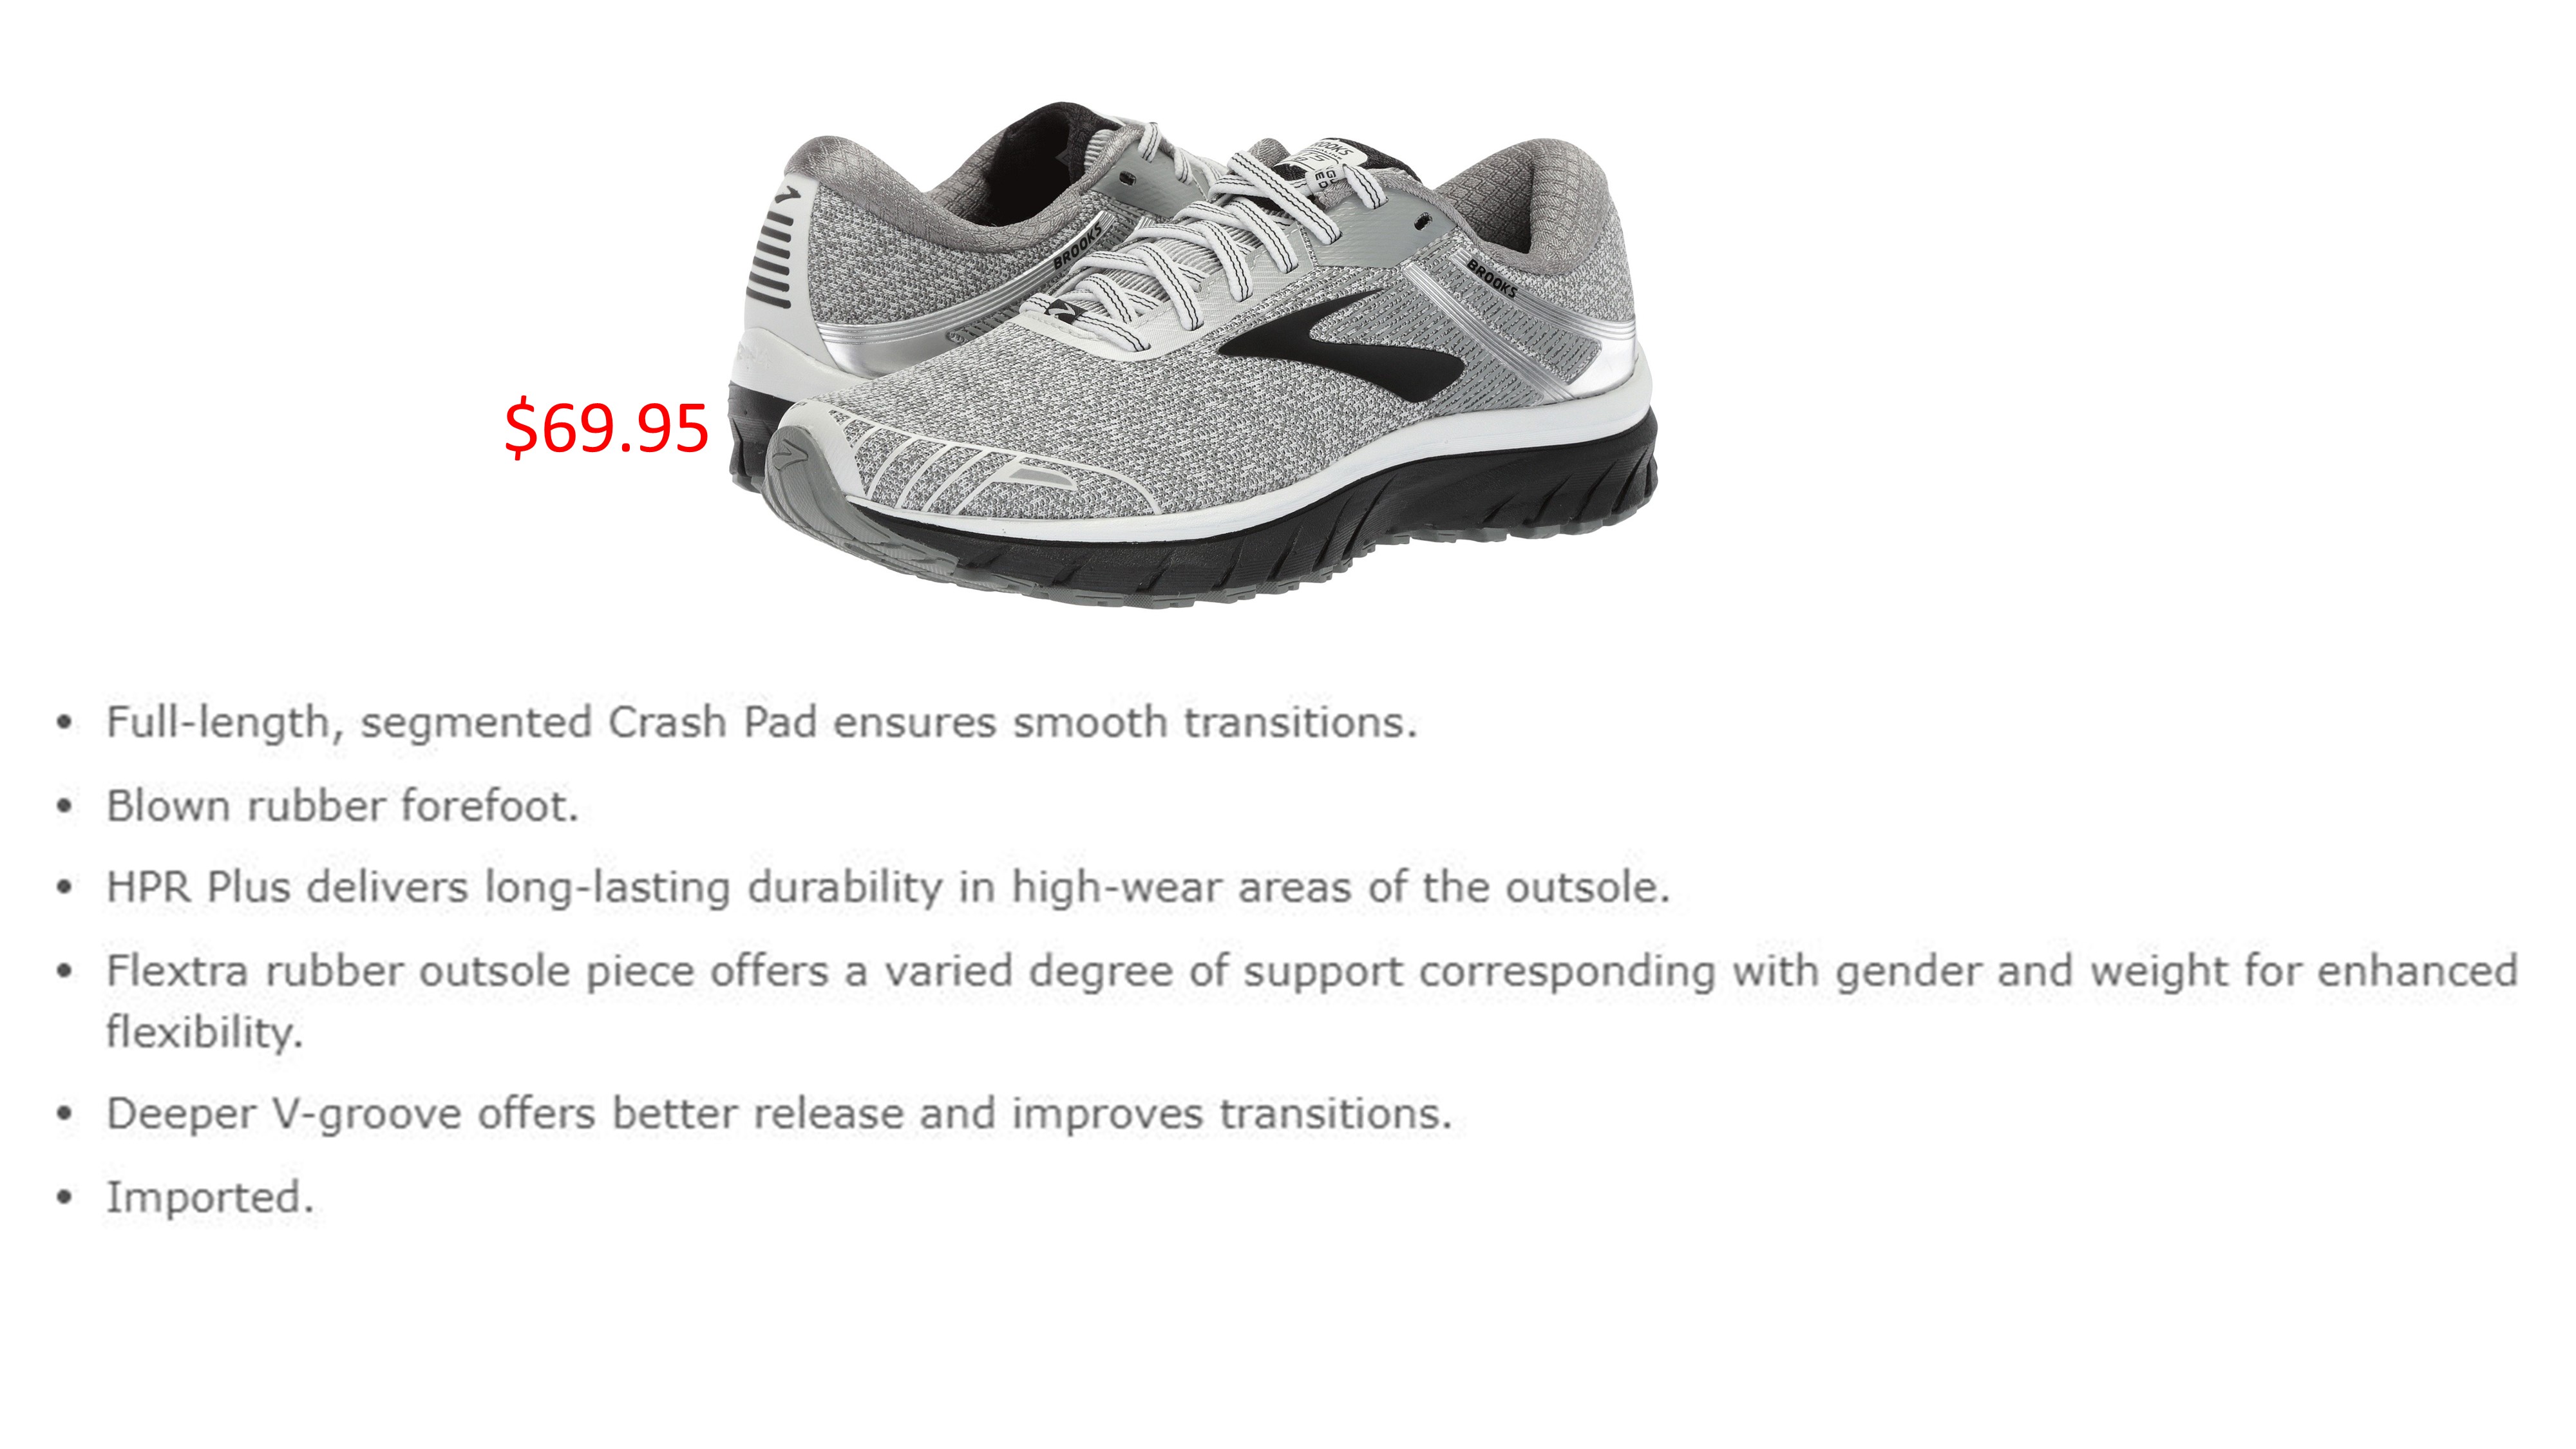 BROOKS
BROOKS
BROOKS
$69.95
• Full-length, segmented Crash Pad ensures smooth transitions.
• Blown rubber forefoot.
• HPR Plus delivers long-lasting durability in high-wear areas of the outsole.
• Flextra rubber outsole piece offers a varied degree of support corresponding with gender and weight for enhanced
flexibility.
• Deeper V-groove offers better release and improves transitions.
• Imported.